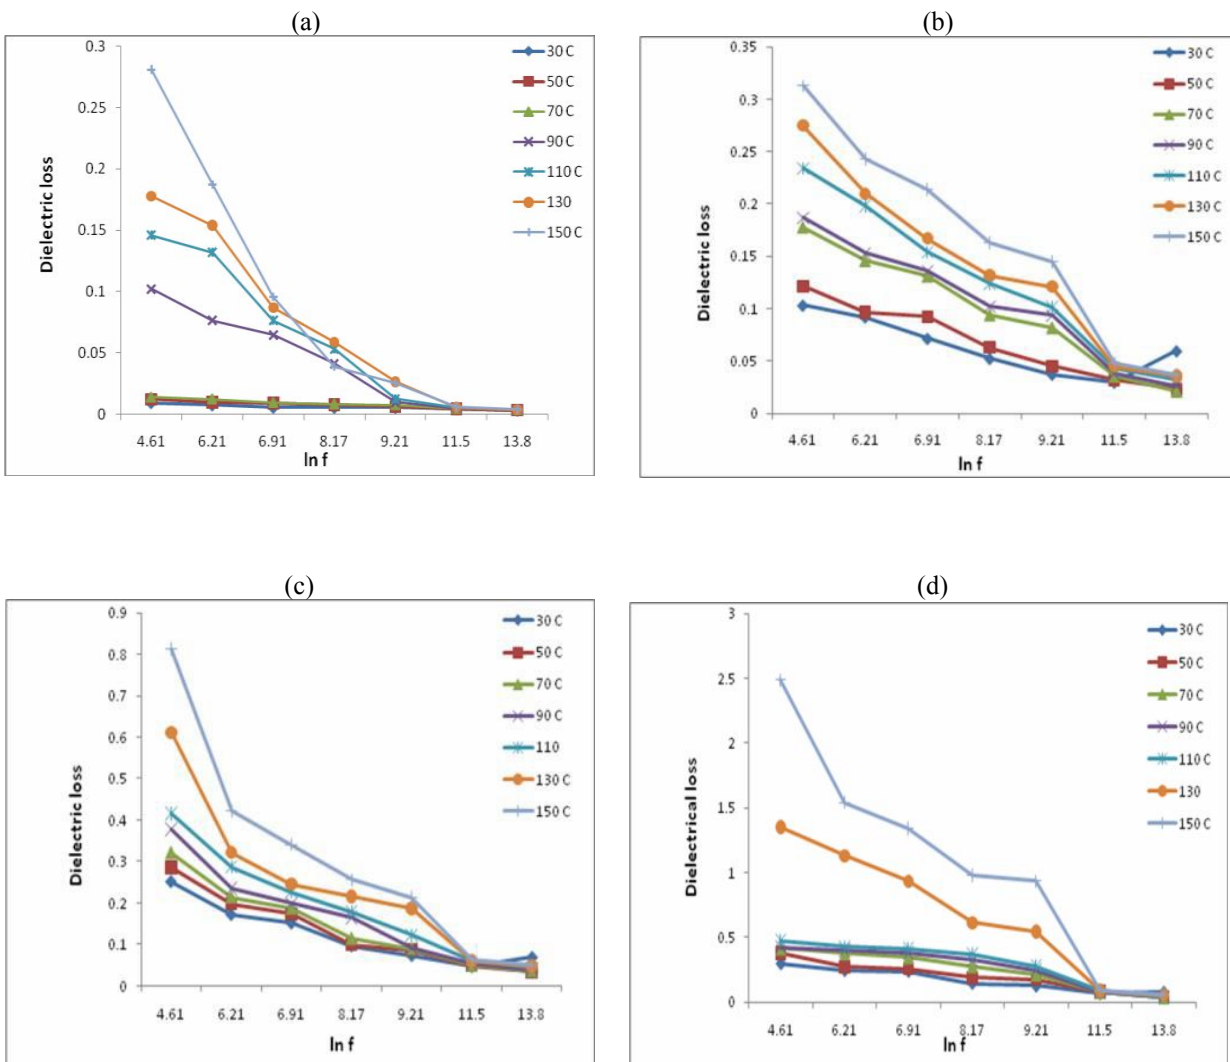 (a)
0.3
0.25
0.2
0.15
0.1
0.05
0
Dielectric loss
4.61 6.21 6.91 8.17 9.21 11.5 13.8
ln f
30 C
50 C
70 C
90 C
110 C
130
150 C
(b)
0.35
0.3
0.25
0.2
0.15
0.1
0.05
0
Dielectric loss
4.61 6.21 6.91 8.17 9.21 11.5 13.8
ln f
30 C
50 C
70 C
90 C
110 C
130 C
150 C
(c)
0.9
0.8
0.7
0.6
0.5
0.4
0.3
0.2
0.1
0
Dielectric loss
4.61 6.21 6.91 8.17 9.21 11.5 13.8
ln f
30 C
50 C
70 C
90 C
110
130 C
150 C
(d)
3
2.5
2
1.5
1
0.5
0
Dielectrical loss
4.61 6.21 6.91 8.17 9.21 11.5 13.8
ln f
30 C
50 C
70 C
90 C
110 C
130
150 C